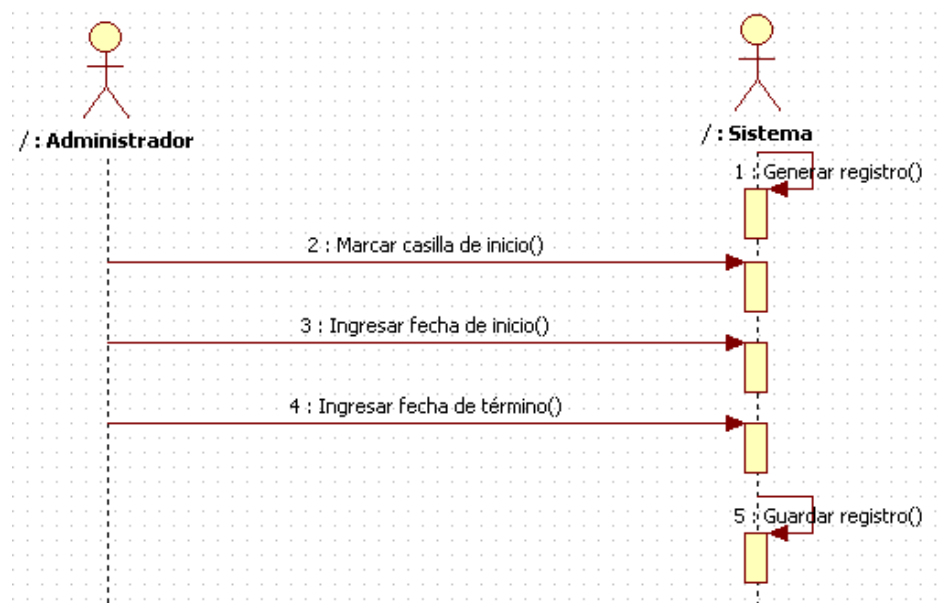 / : Administrador
/ : Sistema
1 : Generar registro()
2 : Marcar casilla de inicio()
3 : Ingresar fecha de inicio()
4 : Ingresar fecha de término()
5 : Guardar registro()